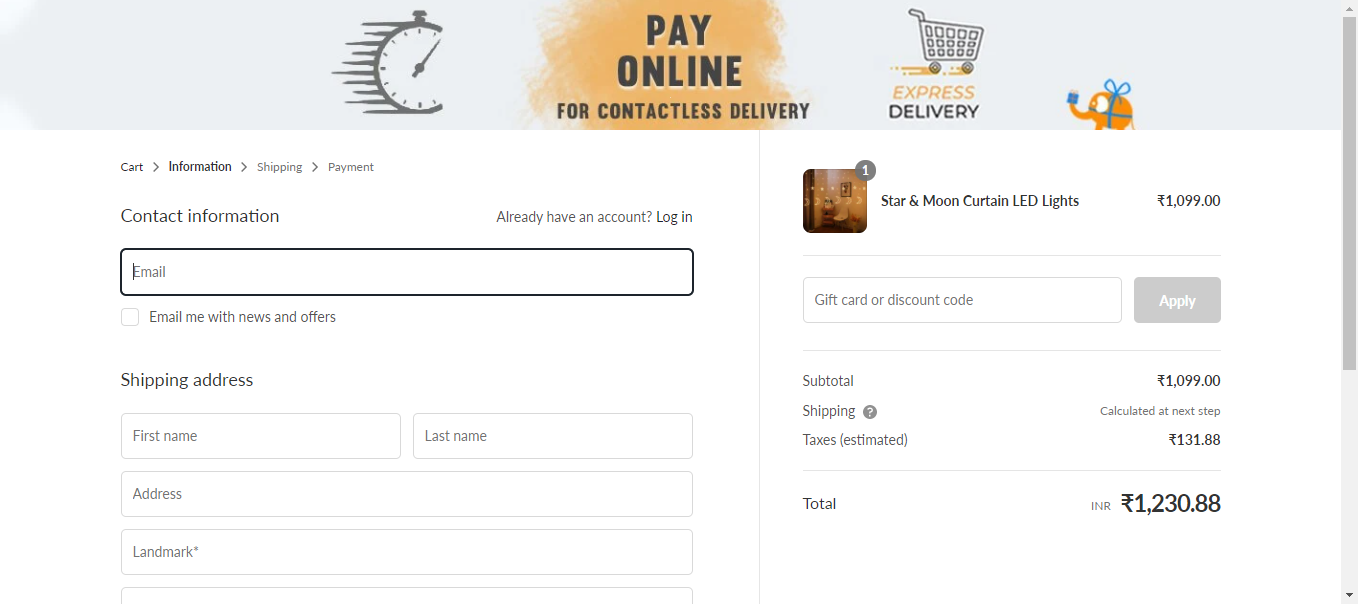 PAY
ONLINE
FOR CONTACTLESS DELIVERY
EXPRESS
DELIVERY
Cart > Information > Shipping > Payment
Contact information
Already have an account? Log in
Email
Email me with news and offers
Shipping address
First name
Last name
Address
Landmark*
1
Star & Moon Curtain LED Lights
₹1,099.00
Gift card or discount code
Apply
Subtotal
₹1,099.00
Shipping ?
Calculated at next step
Taxes (estimated)
₹131.88
Total
INR ₹1,230.88